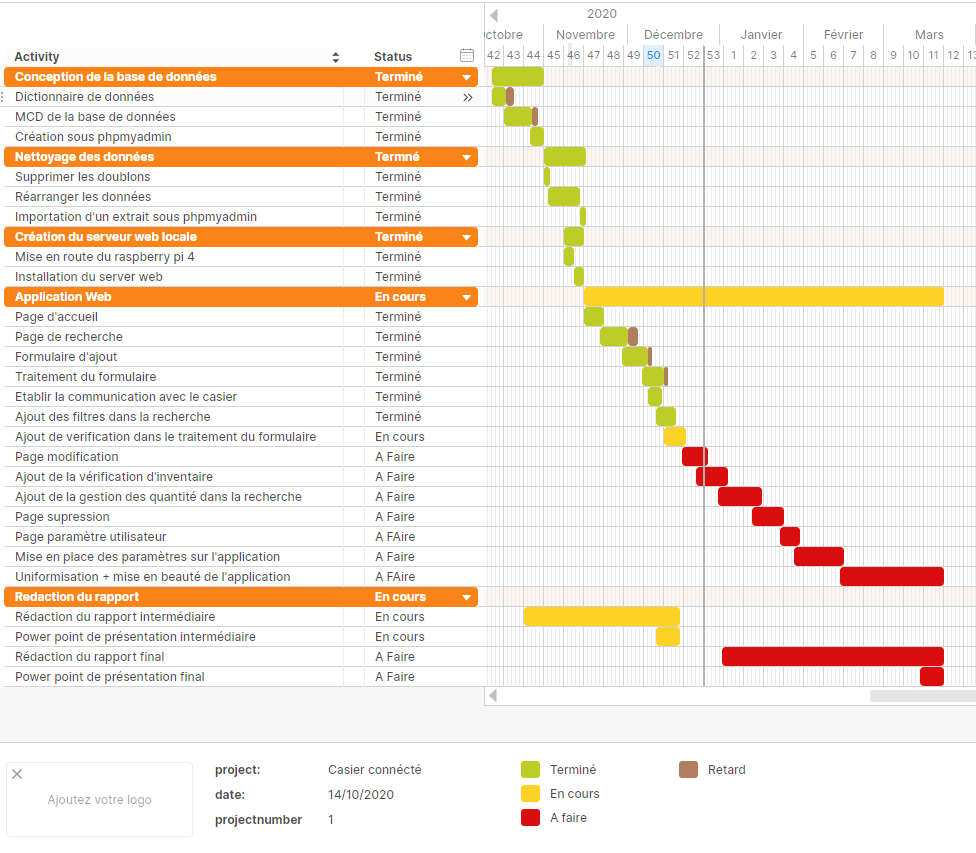 2020
ctobre Novembre Décembre Janvier Février Mars
Activity Status 42 43 44 45 46 47 48 49 50 51 52 53 1 2 3 4 5 6 7 8 9 10 11 12 13
Conception de la base de données Terminé
Dictionnaire de données Terminé
MCD de la base de données Terminé
Création sous phpmyadmin Terminé
Nettoyage des données Termné
Supprimer les doublons Terminé
Réarranger les données Terminé
Importation d'un extrait sous phpmyadmin Terminé
Création du serveur web locale Terminé
Mise en route du raspberry pi 4 Terminé
Installation du server web Terminé
Application Web En cours
Page d'accueil Terminé
Page de recherche Terminé
Formulaire d'ajout Terminé
Traitement du formulaire Terminé
Etablir la communication avec le casier Terminé
Ajout des filtres dans la recherche Terminé
Ajout de verification dans le traitement du formulaire En cours
Page modification A Faire
Ajout de la vérification d'inventaire A Faire
Ajout de la gestion des quantité dans la recherche A Faire
Page supression A Faire
Page paramètre utilisateur A FAire
Mise en place des paramètres sur l'application A FAire
Uniformisation + mise en beauté de l'application A FAire
Redaction du rapport En cours
Rédaction du rapport intermédiaire En cours
Power point de présentation intermédiaire En cours
Rédaction du rapport final A Faire
Power point de présentation final A Faire
Ajoutez votre logo
project: Casier connécté
date: 14/10/2020
projectnumber 1
Terminé Retard
En cours
A faire